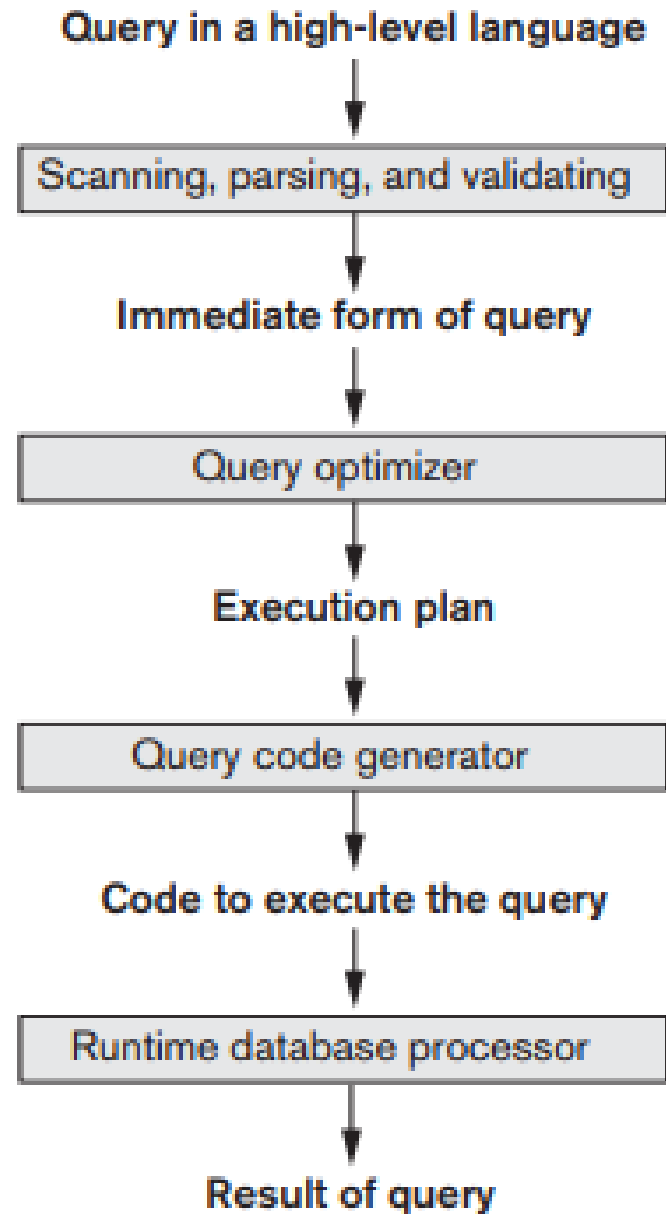 Query in a high-level language
Scanning, parsing, and validating
Immediate form of query
Query optimizer
Execution plan
Query code generator
Code to execute the query
Runtime database processor
Result of query